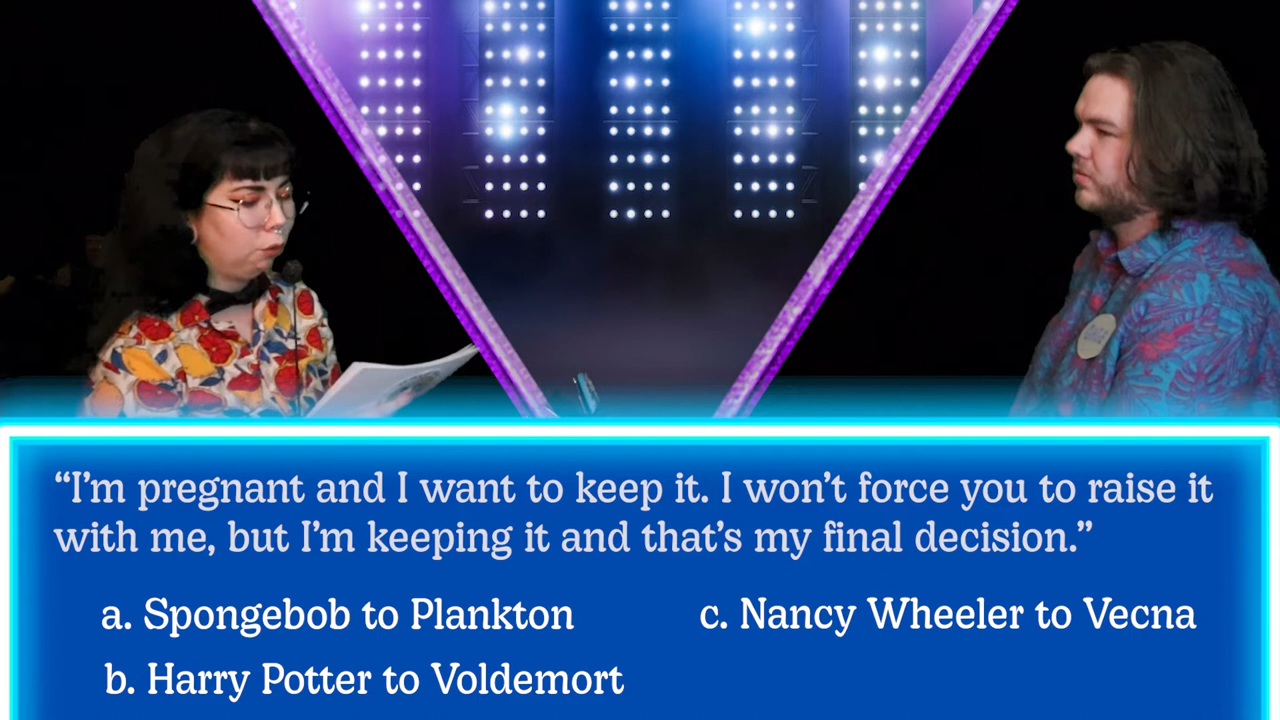 “I’m pregnant and I want to keep it. I won’t force you to raise it
with me, but I’m keeping it and that’s my final decision.”
a. Spongebob to Plankton
c. Nancy Wheeler to Vecna
b. Harry Potter to Voldemort